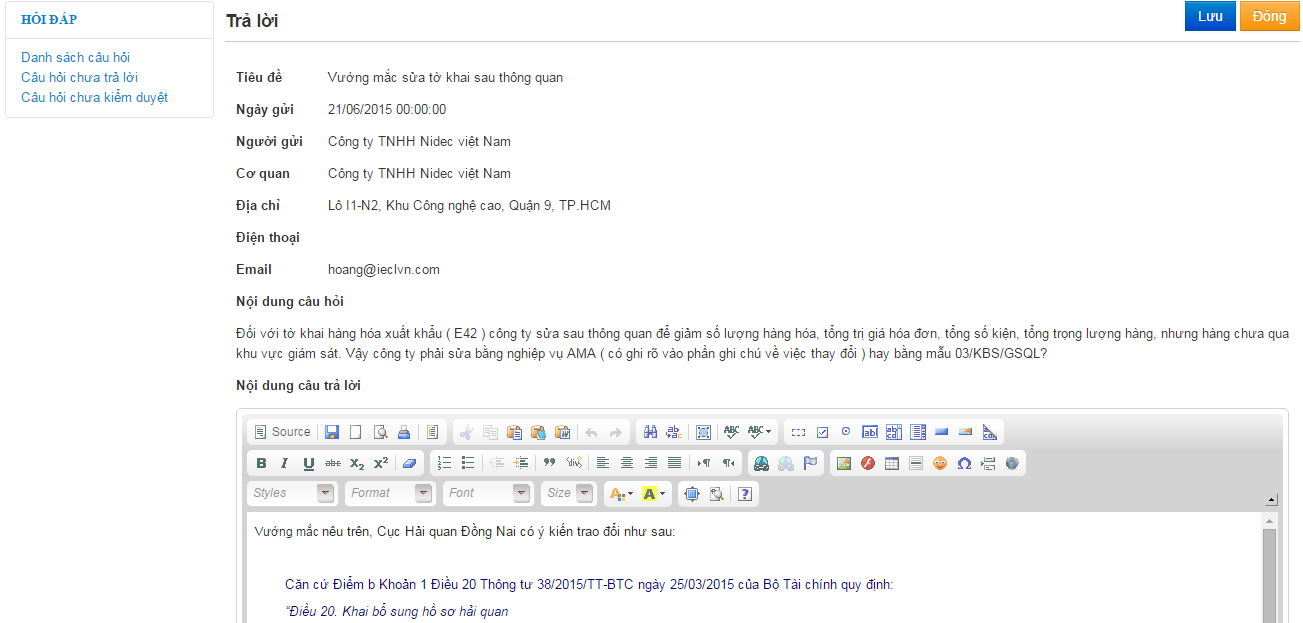 HỎI ĐÁP
Danh sách câu hỏi
Câu hỏi chưa trả lời
Câu hỏi chưa kiểm duyệt
Trả lời
Lưu
Đóng
Tiêu đề Vướng mắc sửa tờ khai sau thông quan
Ngày gửi 21/06/2015 00:00:00
Người gửi Công ty TNHH Nidec việt Nam
Cơ quan Công ty TNHH Nidec việt Nam
Địa chỉ Lô I1-N2, Khu Công nghệ cao, Quận 9, TP.HCM
Điện thoại
Email hoang@ieclvn.com
Nội dung câu hỏi
Đối với tờ khai hàng hóa xuất khẩu ( E42 ) công ty sửa sau thông quan để giảm số lượng hàng hóa, tổng trị giá hóa đơn, tổng số kiện, tổng trọng lượng hàng, nhưng hàng chưa qua
khu vực giám sát. Vậy công ty phải sửa bằng nghiệp vụ AMA ( có ghi rõ vào phần ghi chú về việc thay đổi ) hay bằng mẫu 03/KBS/GSQL?
Nội dung câu trả lời
Source
Styles Format Font Size
Vướng mắc nêu trên, Cục Hải quan Đồng Nai có ý kiến trao đổi như sau:
Căn cứ Điểm b Khoản 1 Điều 20 Thông tư 38/2015/TT-BTC ngày 25/03/2015 của Bộ Tài chính quy định:
"Điều 20. Khai bổ sung hồ sơ hải quan